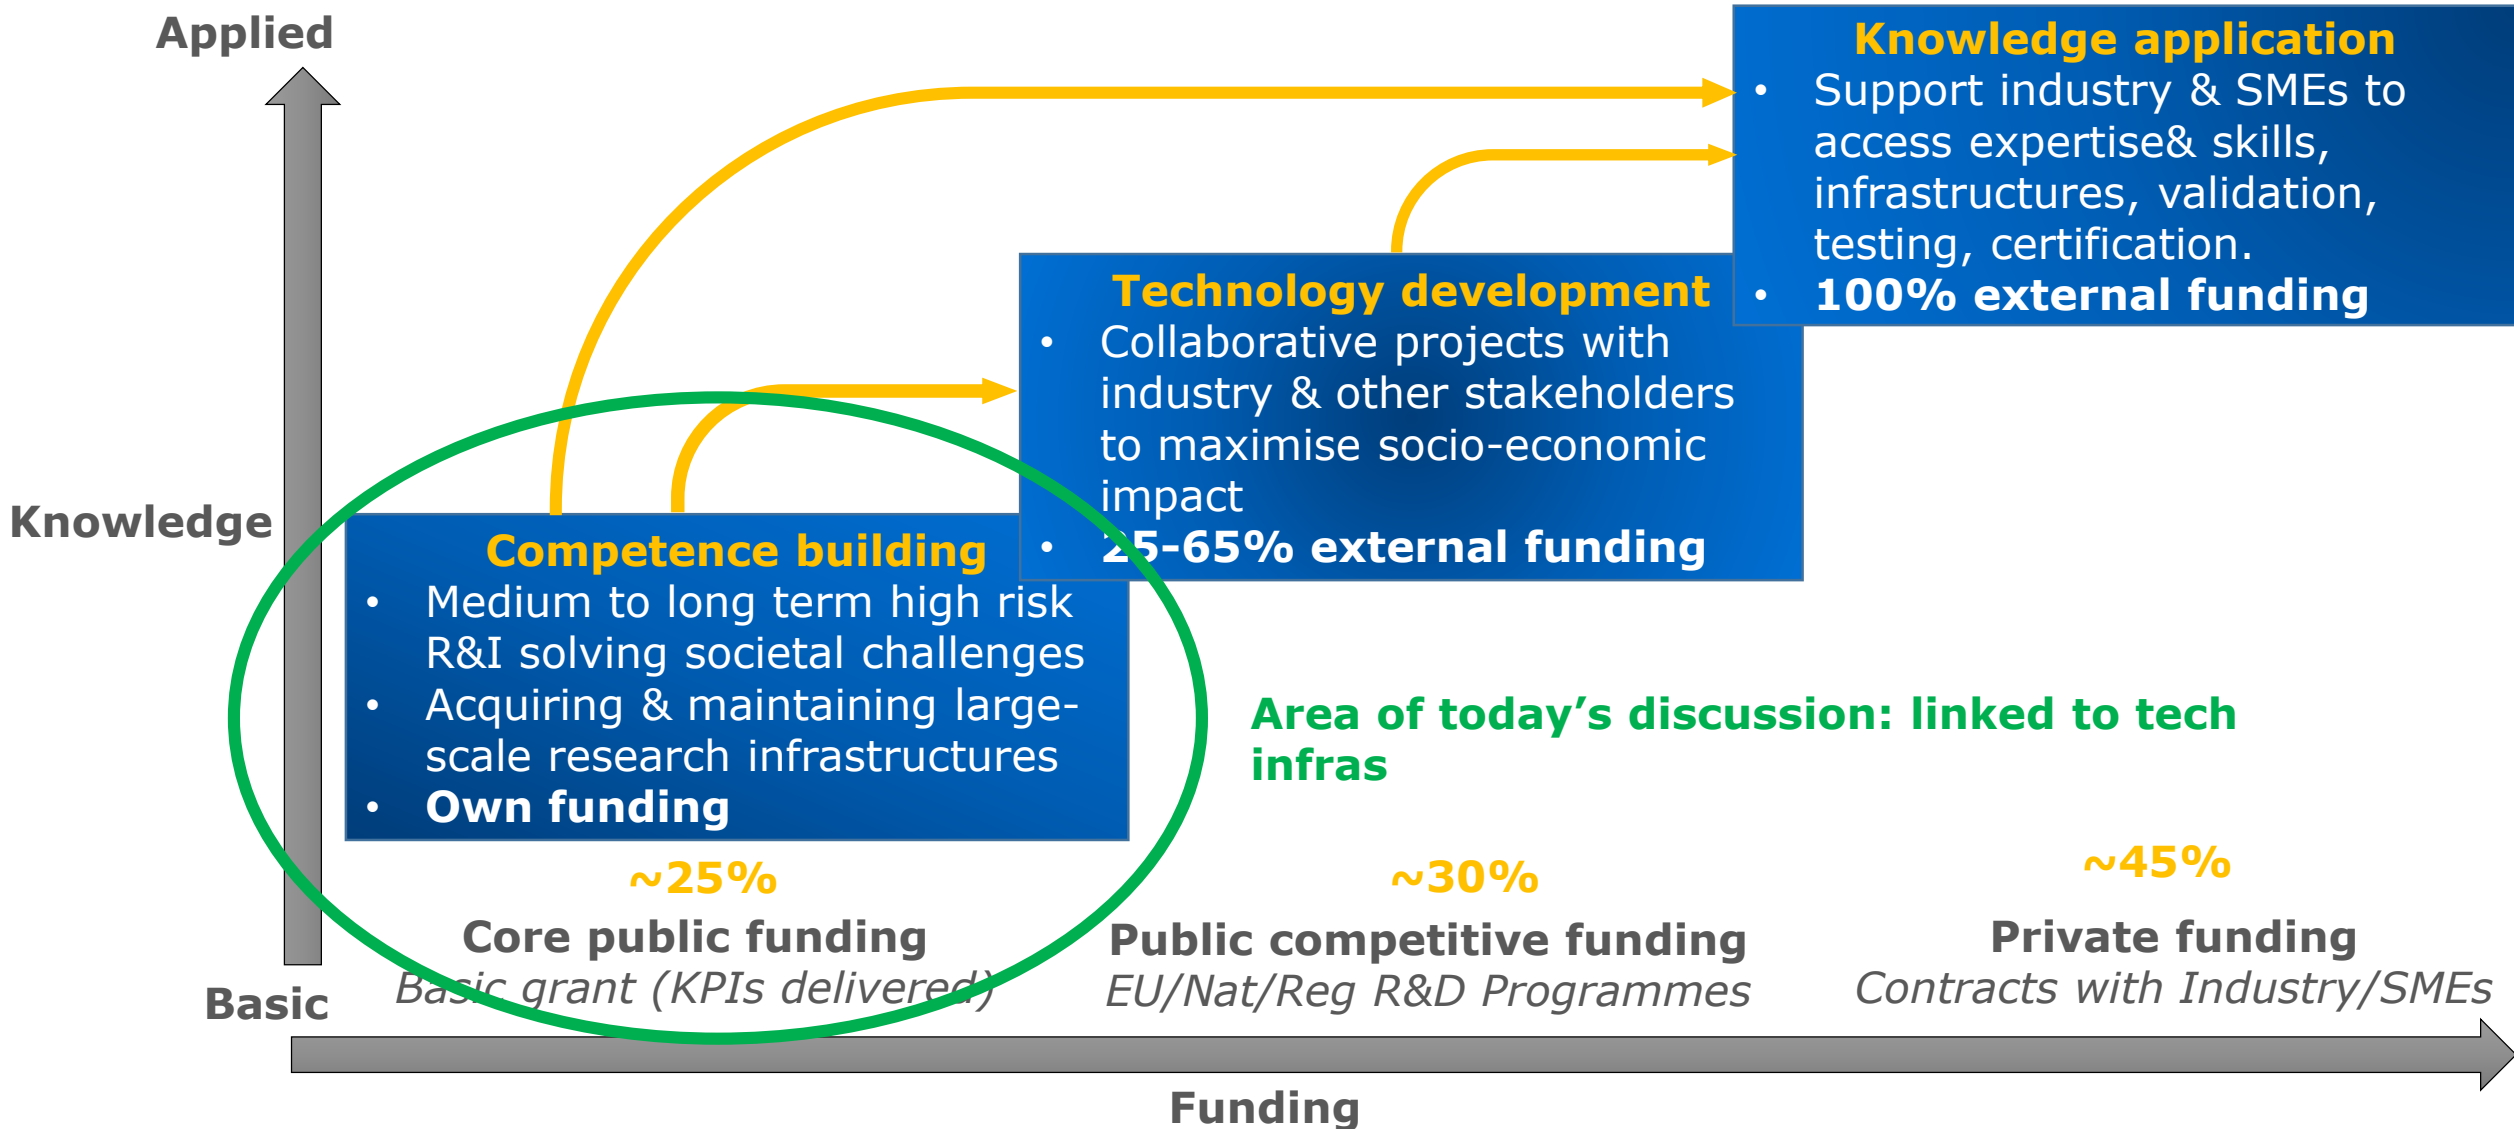 Applied
Knowledge application
• Support industry & SMEs to
access expertise& skills,
infrastructures, validation,
testing, certification.
• 100% external funding
Technology development
• Collaborative projects with
industry & other stakeholders
to maximise socio-economic
impact
• 25-65% external funding
Knowledge
Competence building
• Medium to long term high risk
R&I solving societal challenges
• Acquiring & maintaining large-
scale research infrastructures
• Own funding
Area of today’s discussion: linked to tech
infras
~25%
Core public funding
Basic grant (KPIs delivered)
~30%
Public competitive funding
EU/Nat/Reg R&D Programmes
~45%
Private funding
Contracts with Industry/SMEs
Basic
Funding